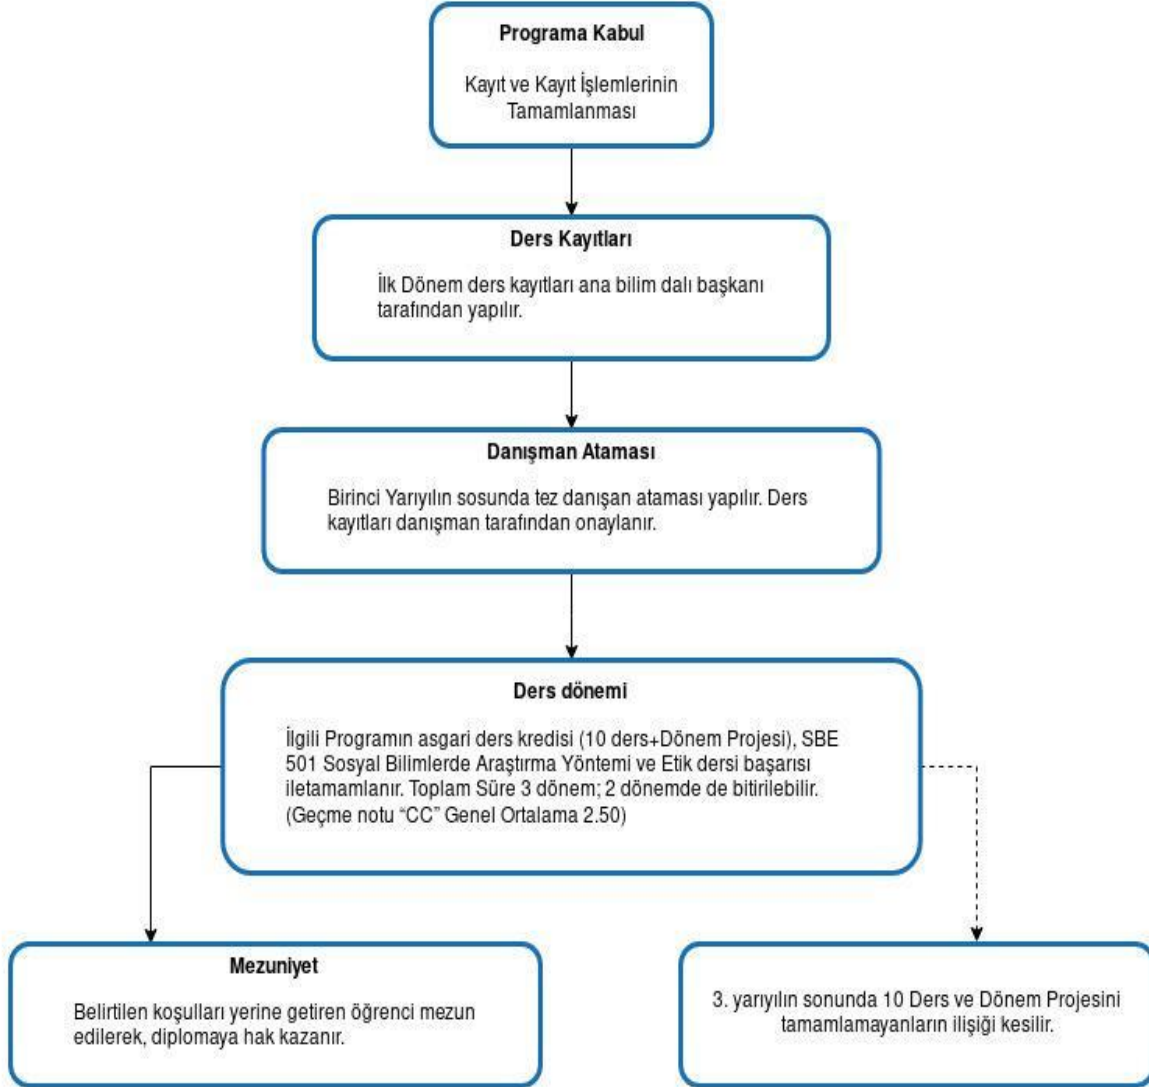 Programa Kabul
Kayıt ve Kayıt İşlemlerinin
Tamamlanması
Ders Kayıtları
İlk Dönem ders kayıtları ana bilim dalı başkanı
tarafından yapılır.
Danışman Ataması
Birinci Yarıyılın sosunda tez danışan ataması yapılır. Ders
kayıtları danışman tarafından onaylanır.
Ders dönemi
İlgili Programın asgari ders kredisi (10 ders+Dönem Projesi), SBE
501 Sosyal Bilimlerde Araştırma Yöntemi ve Etik dersi başarısı
iletamamlanır. Toplam Süre 3 dönem; 2 dönemde de bitirilebilir.
(Geçme notu “CC” Genel Ortalama 2.50)
Mezuniyet
Belirtilen koşulları yerine getiren öğrenci mezun
edilerek, diplomaya hak kazanır.
3. yarıyılın sonunda 10 Ders ve Dönem Projesini
tamamlamayanların ilişiği kesilir.